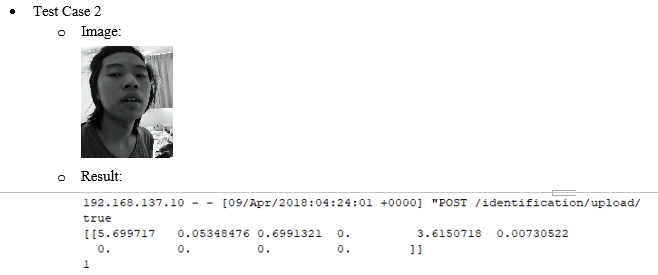 • Test Case 2
o Image:
o Result:
192.168.137.10 - - [09/Apr/2018:04:24:01 +0000] "POST /identification/upload/
true
[[5.699717 0.05348476 0.6991321 0. 3.6150718 0.00730522
0. 0. 0. 0. ]]
1